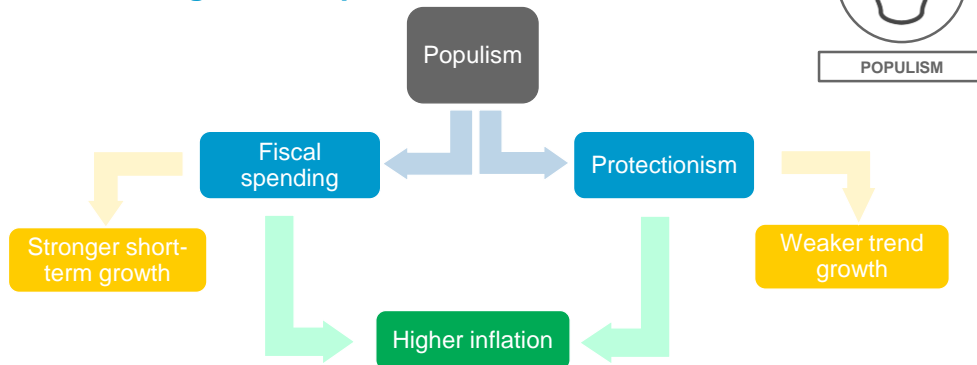 Populism
POPULISM
Fiscal
spending
Protectionism
Stronger short-
term growth
Weaker trend
growth
Higher inflation